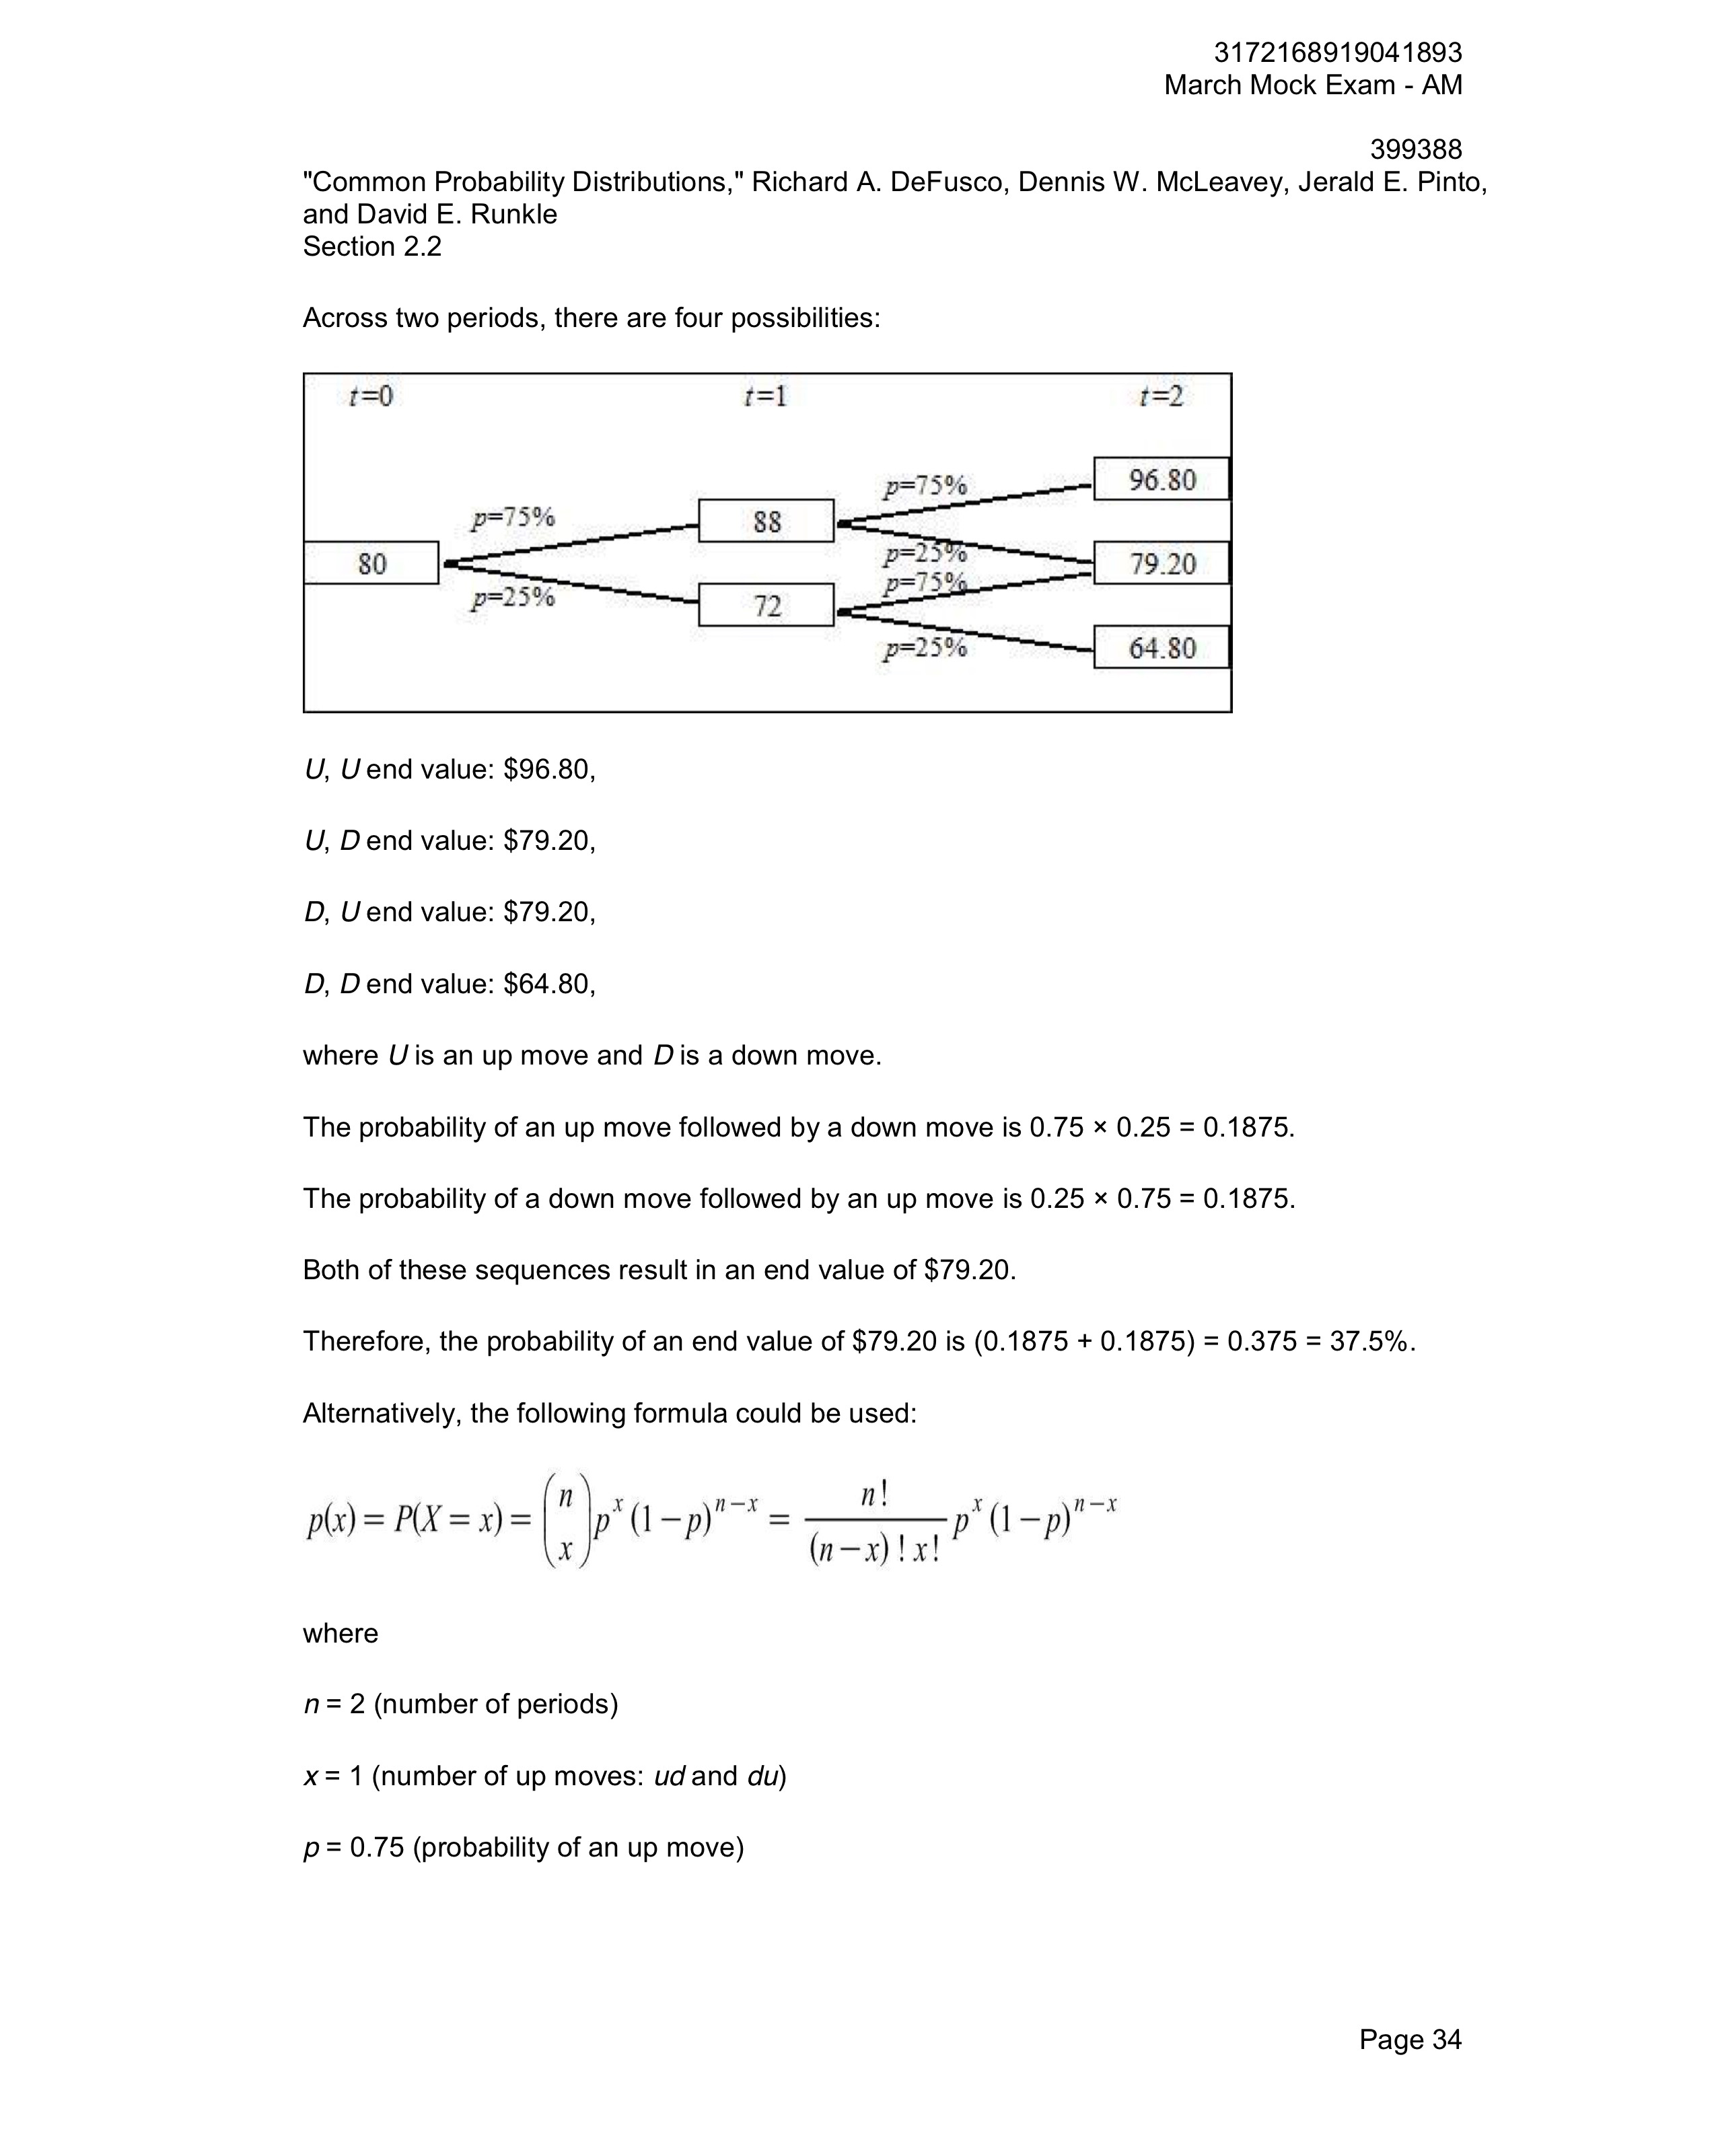 3172168919041893
March Mock Exam - AM
399388
"Common Probability Distributions," Richard A. DeFusco, Dennis W. McLeavey, Jerald E. Pinto,
and David E. Runkle
Section 2.2
Across two periods, there are four possibilities:
t=0 t=1 t=2
96.80
p=75%
p=75% 88
p=25%
80 79.20
p=75%
p=25% 72
p=25% 64.80
U, U end value: $96.80,
U, D end value: $79.20,
D, U end value: $79.20,
D, D end value: $64.80,
where U is an up move and D is a down move.
The probability of an up move followed by a down move is 0.75 × 0.25 = 0.1875.
The probability of a down move followed by an up move is 0.25 × 0.75 = 0.1875.
Both of these sequences result in an end value of $79.20.
Therefore, the probability of an end value of $79.20 is (0.1875 + 0.1875) = 0.375 = 37.5%.
Alternatively, the following formula could be used:
p(x) = P(X = x) = (n x) p^x (1 – p)^{n – x} = n! / ((n – x)! x!) p^x (1 – p)^{n – x}
where
n = 2 (number of periods)
x = 1 (number of up moves: ud and du)
p = 0.75 (probability of an up move)
Page 34